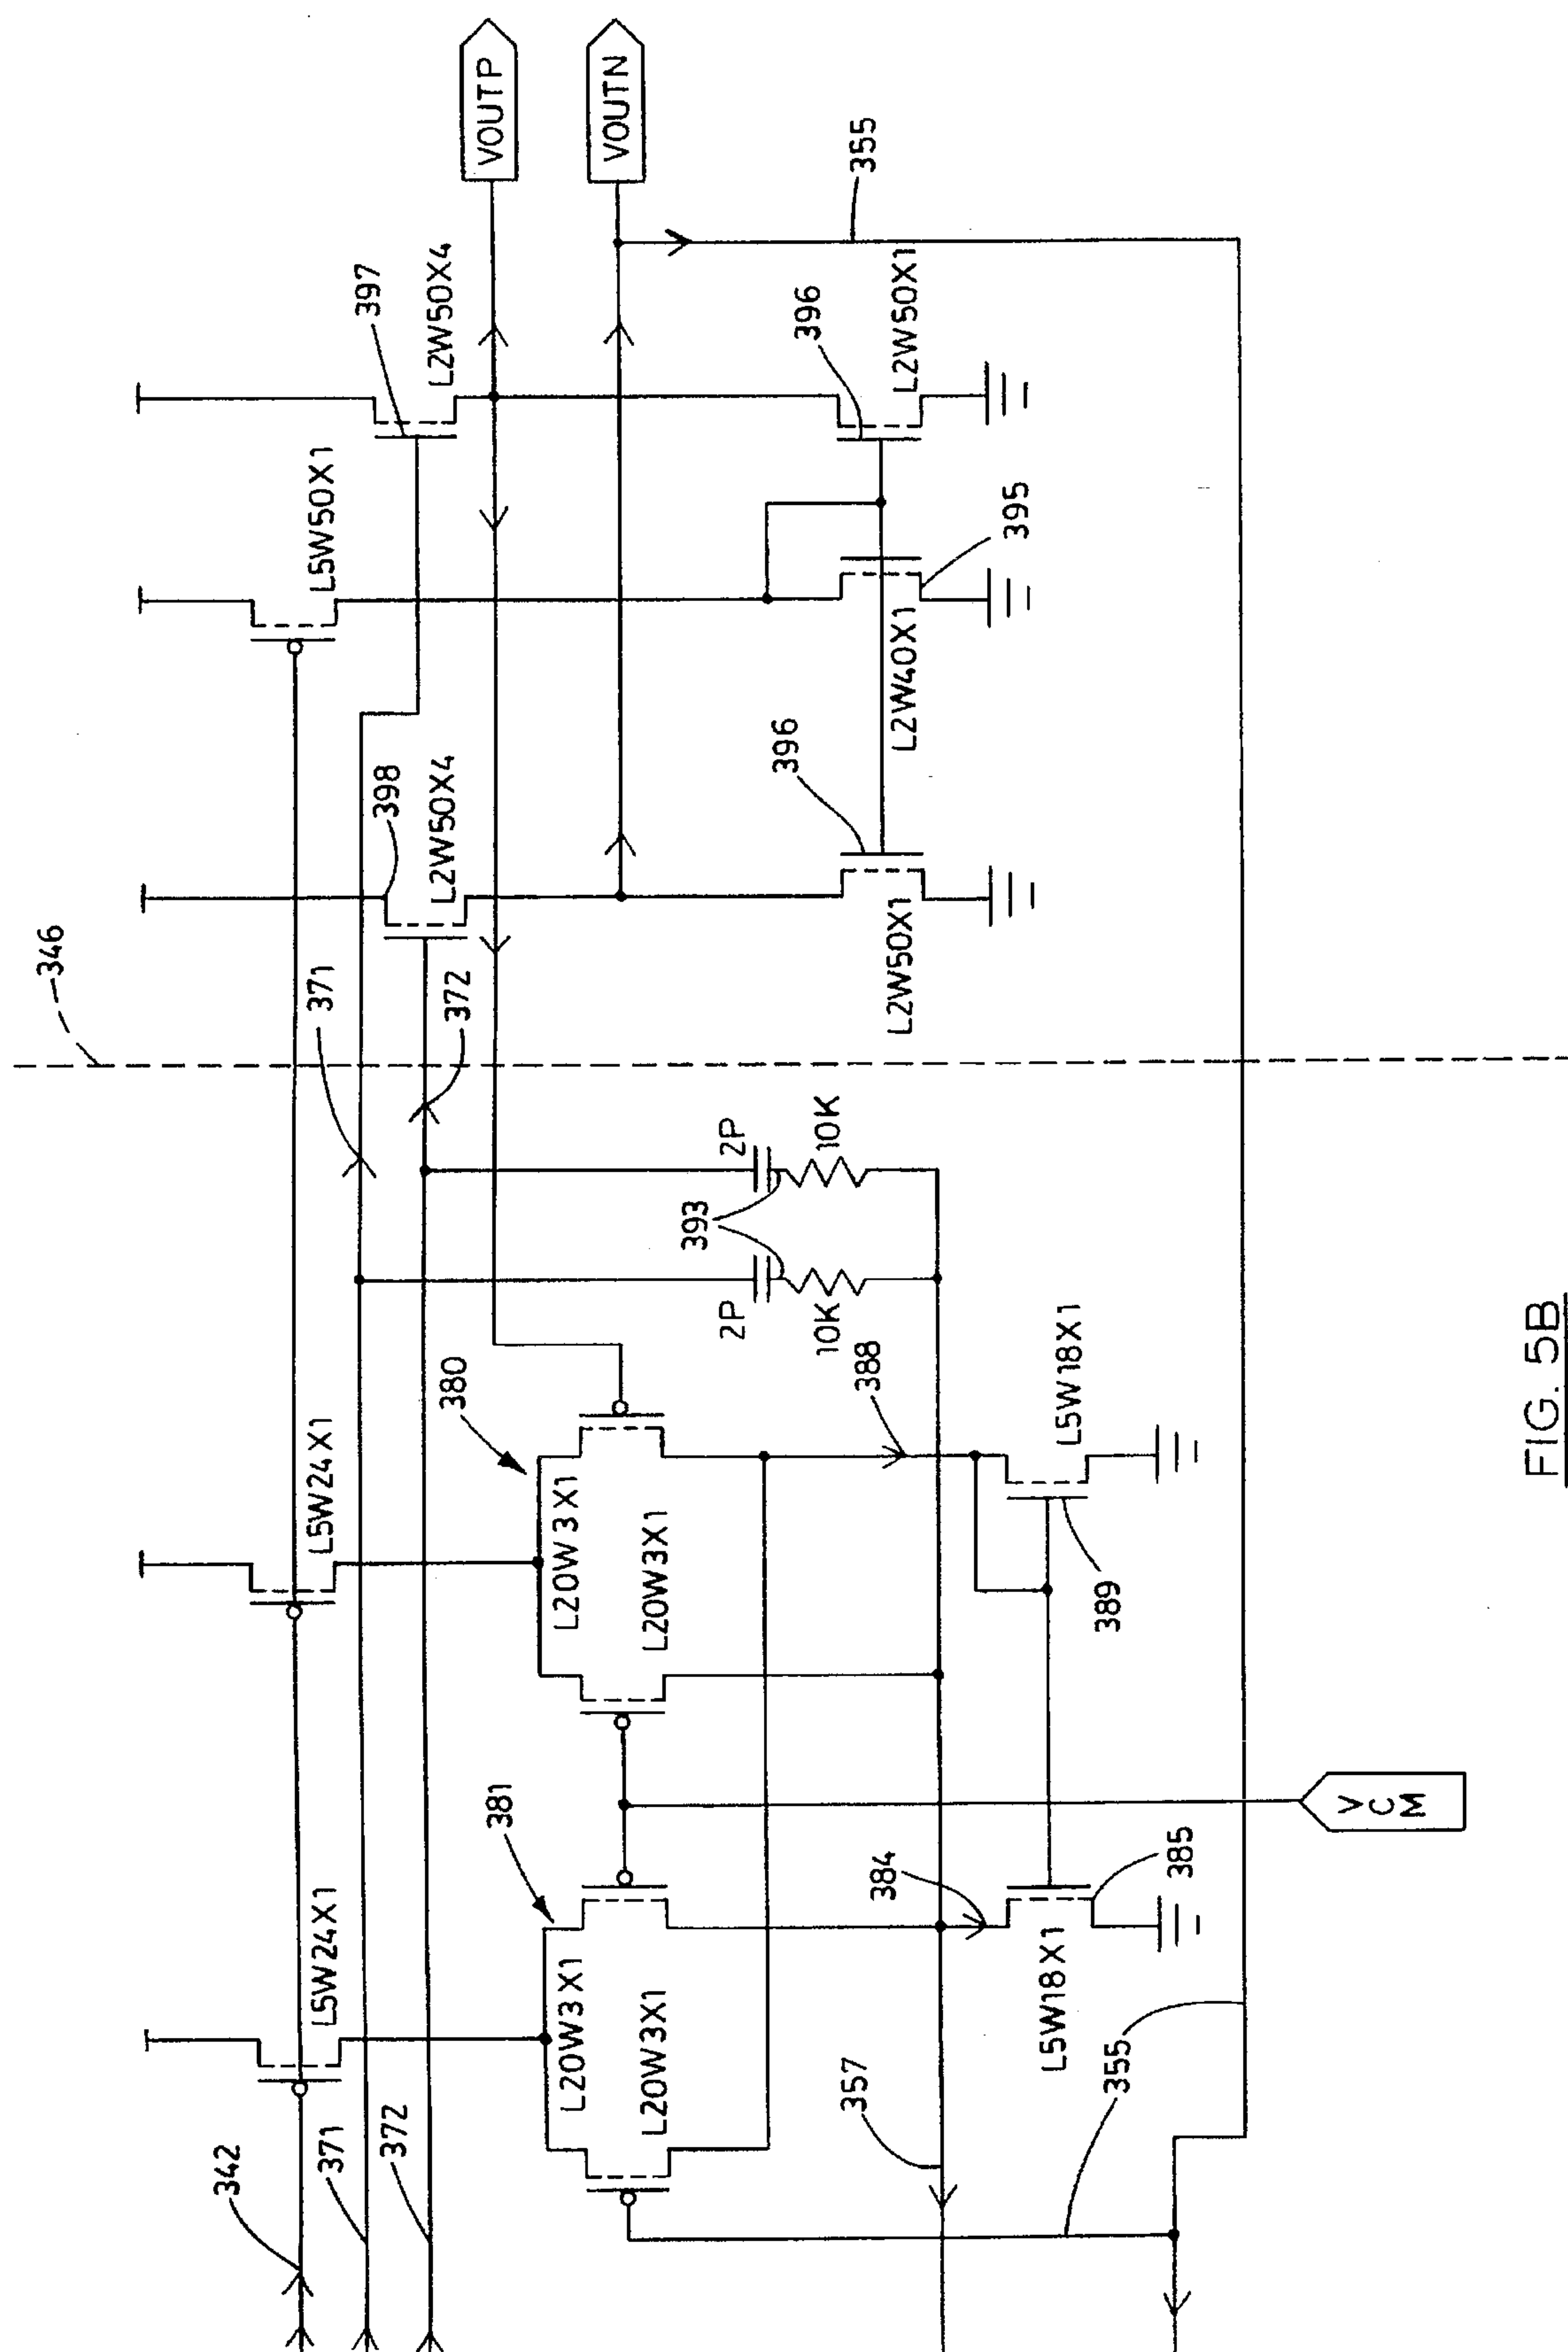 346
371
397
L5W50X1
L2W50X4
VOUTP
VOUTN
398
L2W50X4
372
355
396
396
L2W50X1
L2W40X1
395
L2W50X1
2P
10K
393
2P
10K
380
L5W24X1
L20W3X1
L20W3X1
388
L5W18X1
389
381
L5W24X1
L20W3X1
L20W3X1
384
385
L5W18X1
VCM
342
371
372
357
355
FIG. 5B